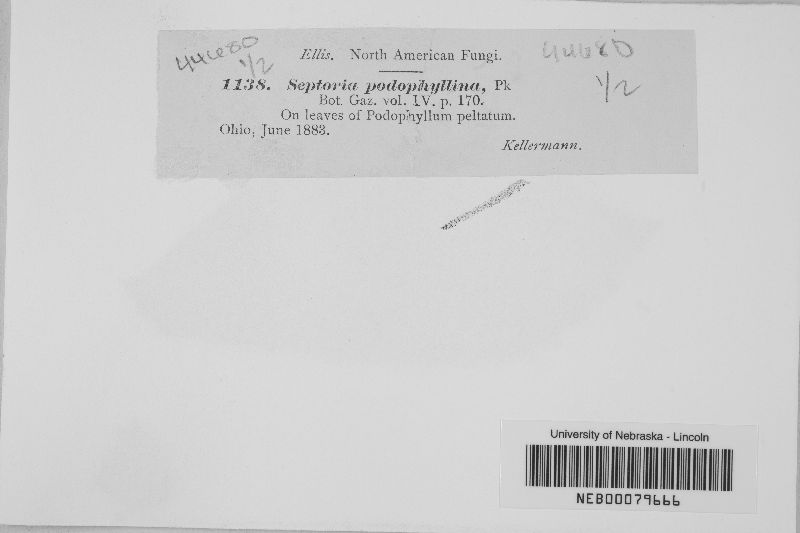 44680
1/2
Ellis. North American Fungi.
44680
1/2
1138. Septoria podophyllina, Pk
Bot. Gaz. vol. IV. p. 170.
On leaves of Podophyllum peltatum.
Ohio, June 1883.
Kellermann.
University of Nebraska - Lincoln
NEB00079666